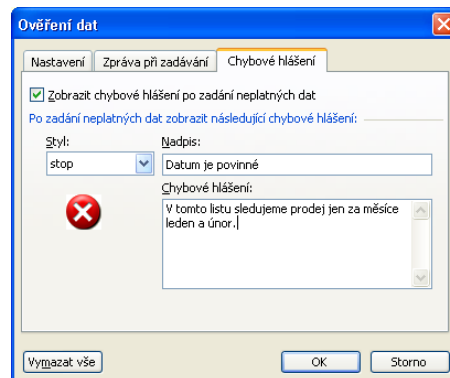 Ověření dat
Nastavení Zpráva při zadávání Chybové hlášení
Zobrazit chybové hlášení po zadání neplatných dat
Po zadání neplatných dat zobrazit následující chybové hlášení:
Styl: Nadpis:
stop Datum je povinné
Chybové hlášení:
V tomto listu sledujeme prodej jen za měsíce
leden a únor.
Vymazat vše OK Storno